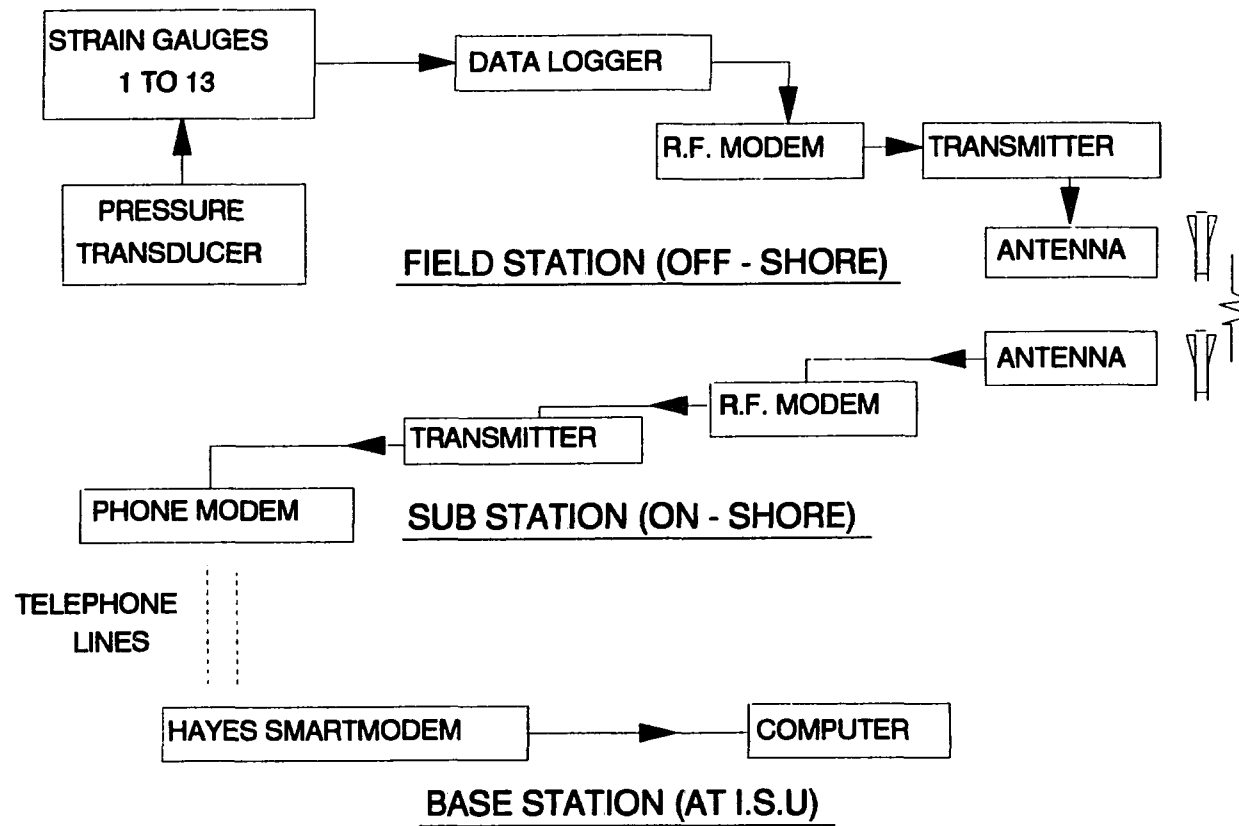 STRAIN GAUGES
1 TO 13
DATA LOGGER
R.F. MODEM
TRANSMITTER
PRESSURE
TRANSDUCER
ANTENNA
FIELD STATION (OFF - SHORE)
ANTENNA
R.F. MODEM
TRANSMITTER
PHONE MODEM
SUB STATION (ON - SHORE)
TELEPHONE
LINES
HAYES SMARTMODEM
COMPUTER
BASE STATION (AT I.S.U)